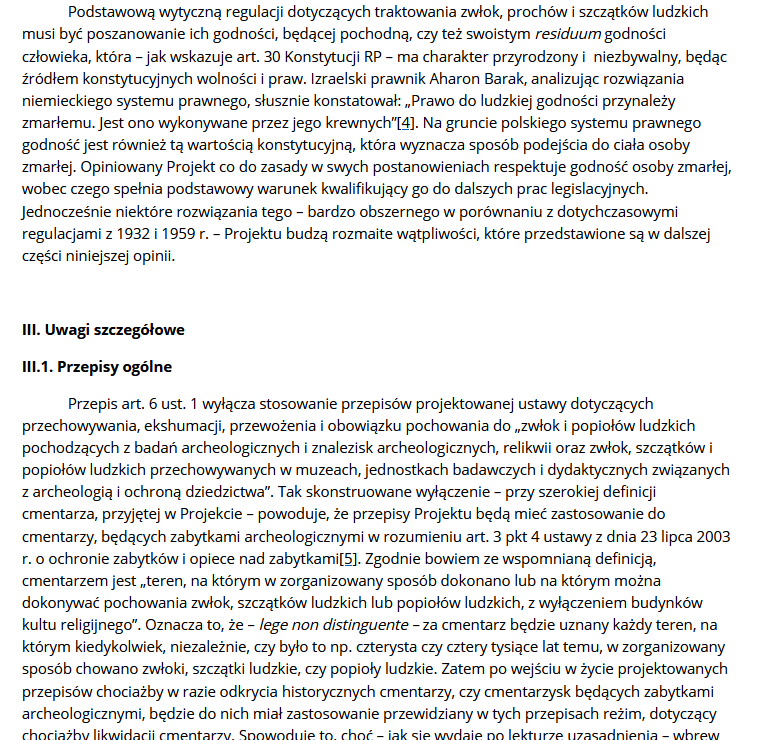 Podstawową wytyczną regulacji dotyczących traktowania zwłok, prochów i szczątków ludzkich
musi być poszanowanie ich godności, będącej pochodną, czy też swoistym residuum godności
człowieka, która – jak wskazuje art. 30 Konstytucji RP – ma charakter przyrodzony i  niezbywalny, będąc
źródłem konstytucyjnych wolności i praw. Izraelski prawnik Aharon Barak, analizując rozwiązania
niemieckiego systemu prawnego, słusznie konstatował: „Prawo do ludzkiej godności przynależy
zmarłemu. Jest ono wykonywane przez jego krewnych”[4]. Na gruncie polskiego systemu prawnego
godność jest również tą wartością konstytucyjną, która wyznacza sposób podejścia do ciała osoby
zmarłej. Opiniowany Projekt co do zasady w swych postanowieniach respektuje godność osoby zmarłej,
wobec czego spełnia podstawowy warunek kwalifikujący go do dalszych prac legislacyjnych.
Jednocześnie niektóre rozwiązania tego – bardzo obszernego w porównaniu z dotychczasowymi
regulacjami z 1932 i 1959 r. – Projektu budzą rozmaite wątpliwości, które przedstawione są w dalszej
części niniejszej opinii.
III. Uwagi szczegółowe
III.1. Przepisy ogólne
Przepis art. 6 ust. 1 wyłącza stosowanie przepisów projektowanej ustawy dotyczących
przechowywania, ekshumacji, przewożenia i obowiązku pochowania do „zwłok i popiołów ludzkich
pochodzących z badań archeologicznych i znalezisk archeologicznych, relikwii oraz zwłok, szczątków i
popiołów ludzkich przechowywanych w muzeach, jednostkach badawczych i dydaktycznych związanych
z archeologią i ochroną dziedzictwa”. Tak skonstruowane wyłączenie – przy szerokiej definicji
cmentarza, przyjętej w Projekcie – powoduje, że przepisy Projektu będą mieć zastosowanie do
cmentarzy, będących zabytkami archeologicznymi w rozumieniu art. 3 pkt 4 ustawy z dnia 23 lipca 2003
r. o ochronie zabytków i opiece nad zabytkami[5]. Zgodnie bowiem ze wspomnianą definicją,
cmentarzem jest „teren, na którym w zorganizowany sposób dokonano lub na którym można
dokonywać pochowania zwłok, szczątków ludzkich lub popiołów ludzkich, z wyłączeniem budynków
kultu religijnego”. Oznacza to, że – lege non distinguente – za cmentarz będzie uznany każdy teren, na
którym kiedykolwiek, niezależnie, czy było to np. czterysta czy cztery tysiące lat temu, w zorganizowany
sposób chowano zwłoki, szczątki ludzkie, czy popioły ludzkie. Zatem po wejściu w życie projektowanych
przepisów chociażby w razie odkrycia historycznych cmentarzy, czy cmentarzysk będących zabytkami
archeologicznymi, będzie do nich miał zastosowanie przewidziany w tych przepisach reżim, dotyczący
chociażby likwidacji cmentarzy. Spowoduje to, choć – jak się wydaje po lekturze uzasadnienia – wbrew